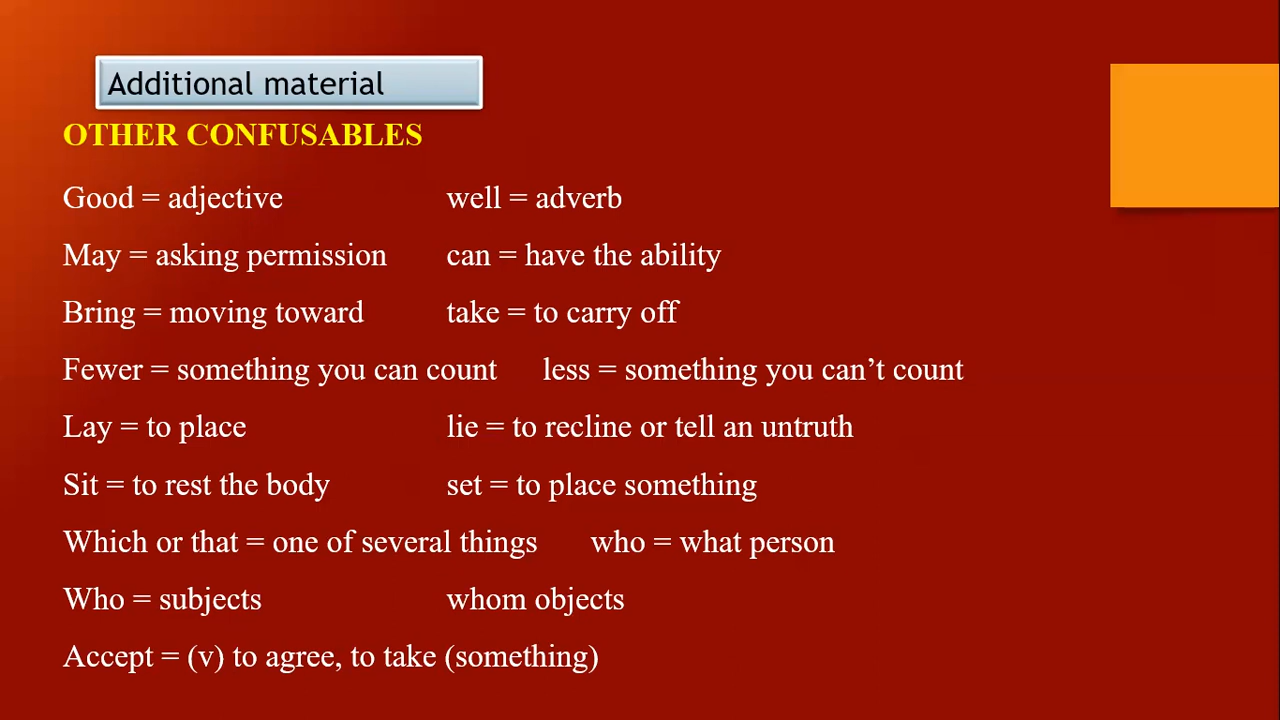 Additional material
OTHER CONFUSABLES
Good = adjective well = adverb
May = asking permission can = have the ability
Bring = moving toward take = to carry off
Fewer = something you can count less = something you can’t count
Lay = to place lie = to recline or tell an untruth
Sit = to rest the body set = to place something
Which or that = one of several things who = what person
Who = subjects whom objects
Accept = (v) to agree, to take (something)